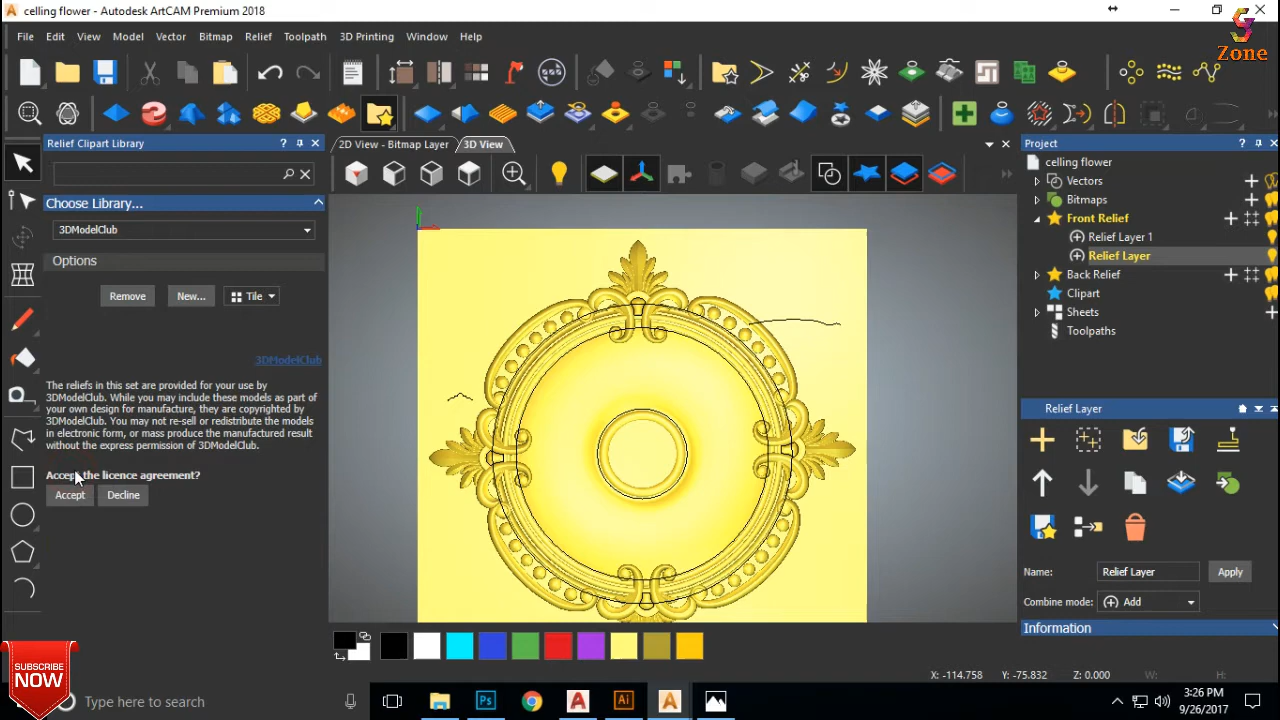 celling flower - Autodesk ArtCAM Premium 2018
Zone
File Edit View Model Vector Bitmap Relief Toolpath 3D Printing Window Help
Relief Clipart Library
Choose Library...
3DModelClub
Options
Remove
New...
Tile
3DModelClub
The reliefs in this set are provided for your use by
3DModelClub. While you may include these models as part of
your own design for manufacture, they are copyrighted by
3DModelClub. You may not re-sell or redistribute the models
in electronic form, or mass produce the manufactured result
without the express permission of 3DModelClub.
Accept the licence agreement?
Accept Decline
2D View - Bitmap Layer 3D View
Project
celling flower
Vectors
Bitmaps
Front Relief
Relief Layer 1
Relief Layer
Back Relief
Clipart
Sheets
Toolpaths
Relief Layer
Name: Relief Layer Apply
Combine mode: Add
Information
X: -114.758 Y: -75.832 Z: 0.000 W: H:
SUBSCRIBE
NOW
Type here to search
3:26 PM
9/26/2017